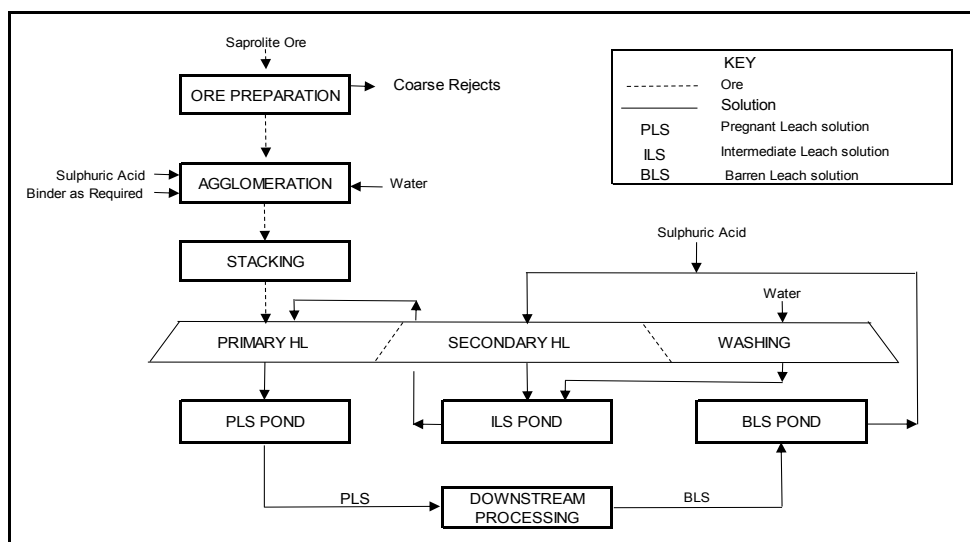 Saprolite Ore
ORE PREPARATION
Coarse Rejects
KEY
Ore
Solution
PLS Pregnant Leach solution
ILS Intermediate Leach solution
BLS Barren Leach solution
Sulphuric Acid
Binder as Required
AGGLOMERATION
Water
STACKING
Sulphuric Acid
Water
PRIMARY HL
SECONDARY HL
WASHING
PLS POND
ILS POND
BLS POND
PLS
DOWNSTREAM
PROCESSING
BLS